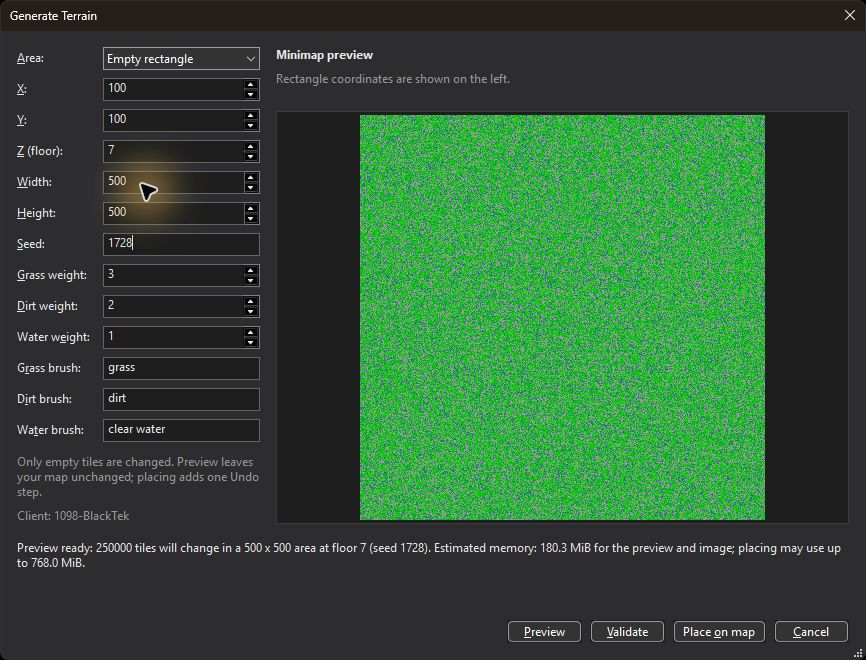 Generate Terrain
Area: Empty rectangle
X: 100
Y: 100
Z (floor): 7
Width: 500
Height: 500
Seed: 1728
Grass weight: 3
Dirt weight: 2
Water weight: 1
Grass brush: grass
Dirt brush: dirt
Water brush: clear water
Only empty tiles are changed. Preview leaves
your map unchanged; placing adds one Undo
step.
Client: 1098-BlackTek
Minimap preview
Rectangle coordinates are shown on the left.
Preview ready: 250000 tiles will change in a 500 x 500 area at floor 7 (seed 1728). Estimated memory: 180.3 MiB for the preview and image; placing may use up
to 768.0 MiB.
Preview Validate Place on map Cancel